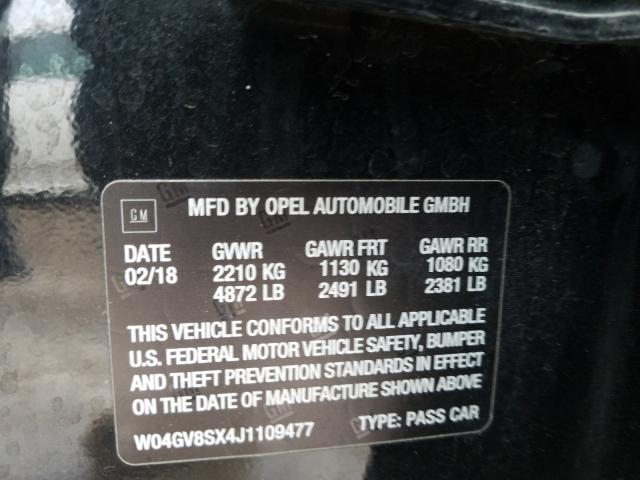 GM
MFD BY OPEL AUTOMOBILE GMBH
DATE GVWR GAWR FRT GAWR RR
02/18 2210 KG 1130 KG 1080 KG
4872 LB 2491 LB 2381 LB
THIS VEHICLE CONFORMS TO ALL APPLICABLE
U.S. FEDERAL MOTOR VEHICLE SAFETY, BUMPER
AND THEFT PREVENTION STANDARDS IN EFFECT
ON THE DATE OF MANUFACTURE SHOWN ABOVE
W04GV8SX4J1109477 TYPE: PASS CAR